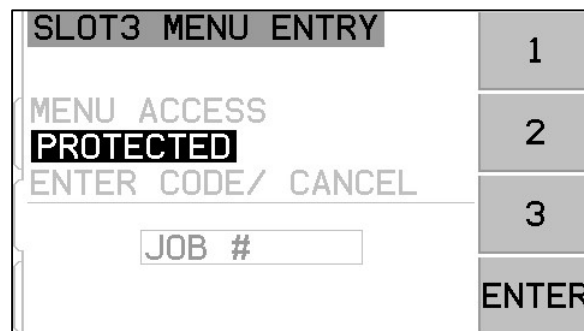 SLOT3 MENU ENTRY
MENU ACCESS
PROTECTED
ENTER CODE/ CANCEL
JOB #
1
2
3
ENTER